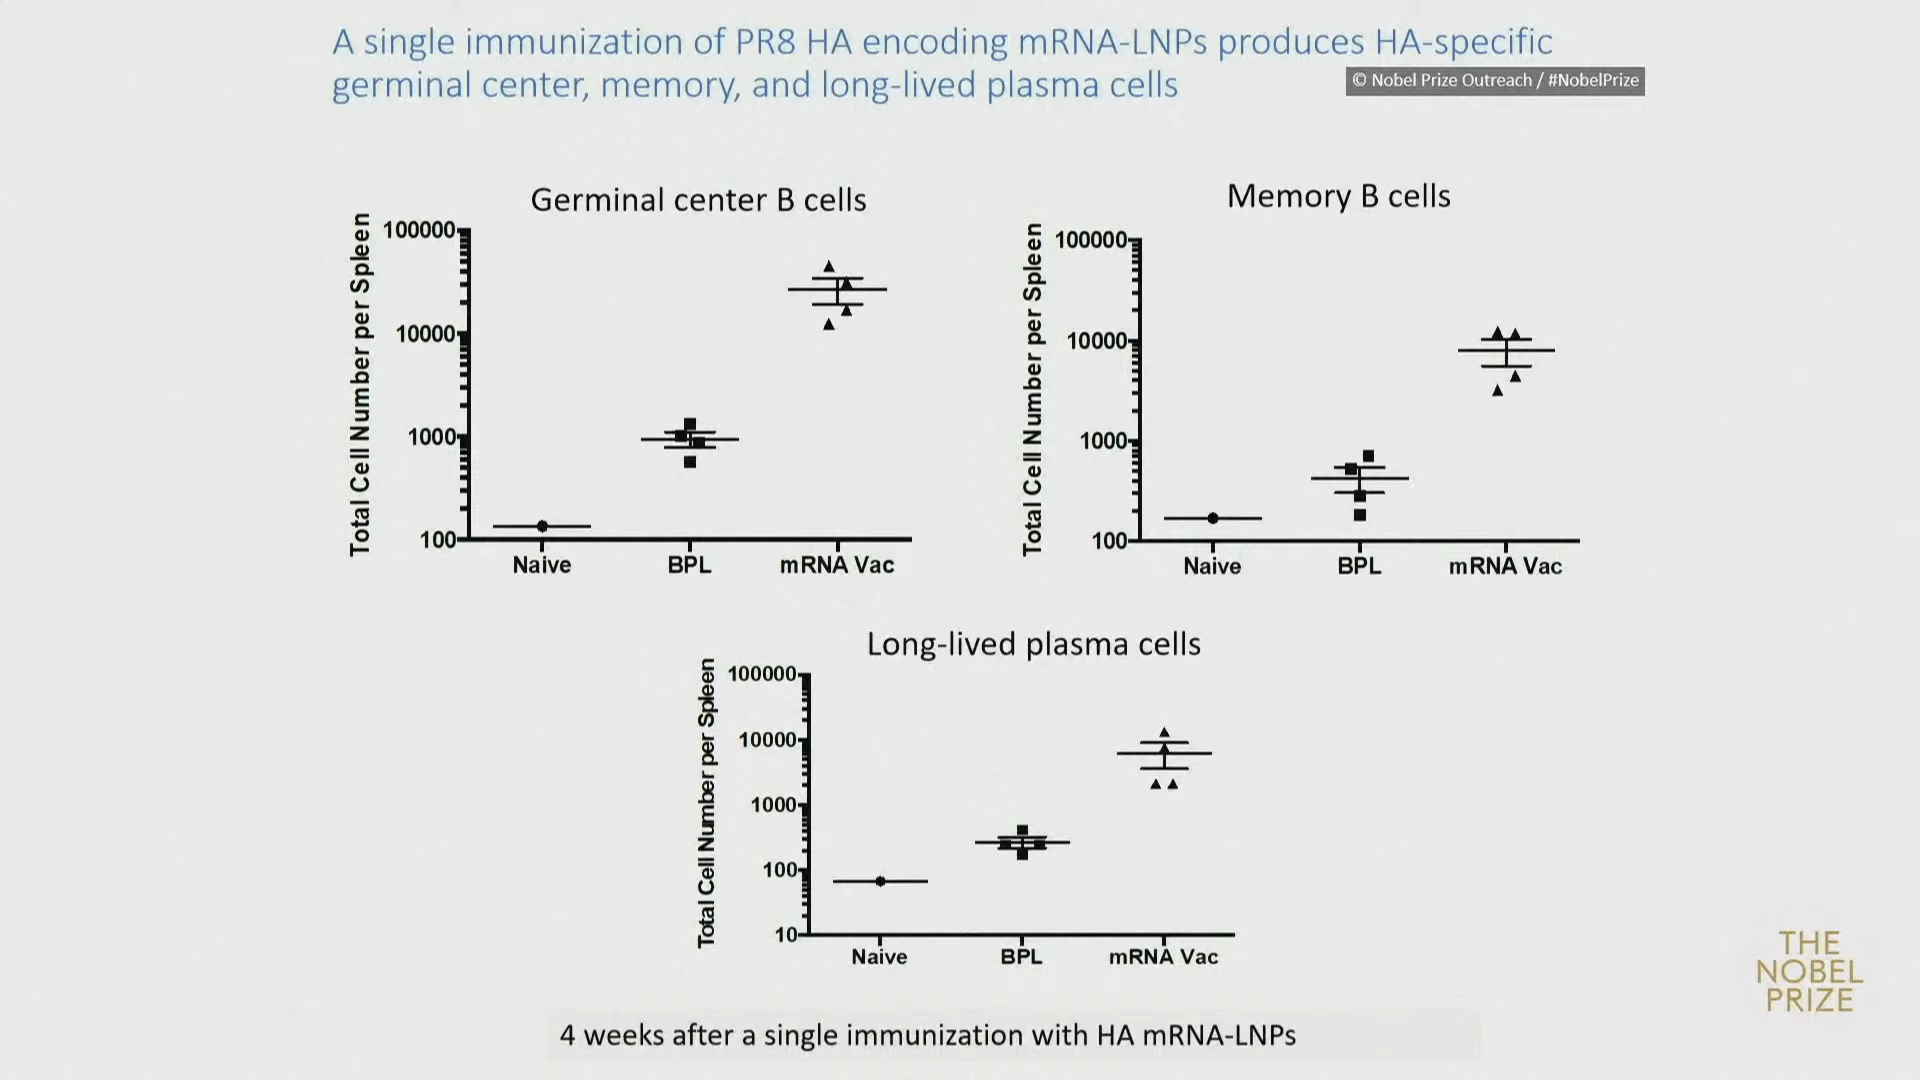 A single immunization of PR8 HA encoding mRNA-LNPs produces HA-specific
germinal center, memory, and long-lived plasma cells
© Nobel Prize Outreach / #NobelPrize
Germinal center B cells
Total Cell Number per Spleen
100000
10000
1000
100
Naive BPL mRNA Vac
Memory B cells
Total Cell Number per Spleen
100000
10000
1000
100
Naive BPL mRNA Vac
Long-lived plasma cells
Total Cell Number per Spleen
100000
10000
1000
100
10
Naive BPL mRNA Vac
4 weeks after a single immunization with HA mRNA-LNPs
THE
NOBEL
PRIZE